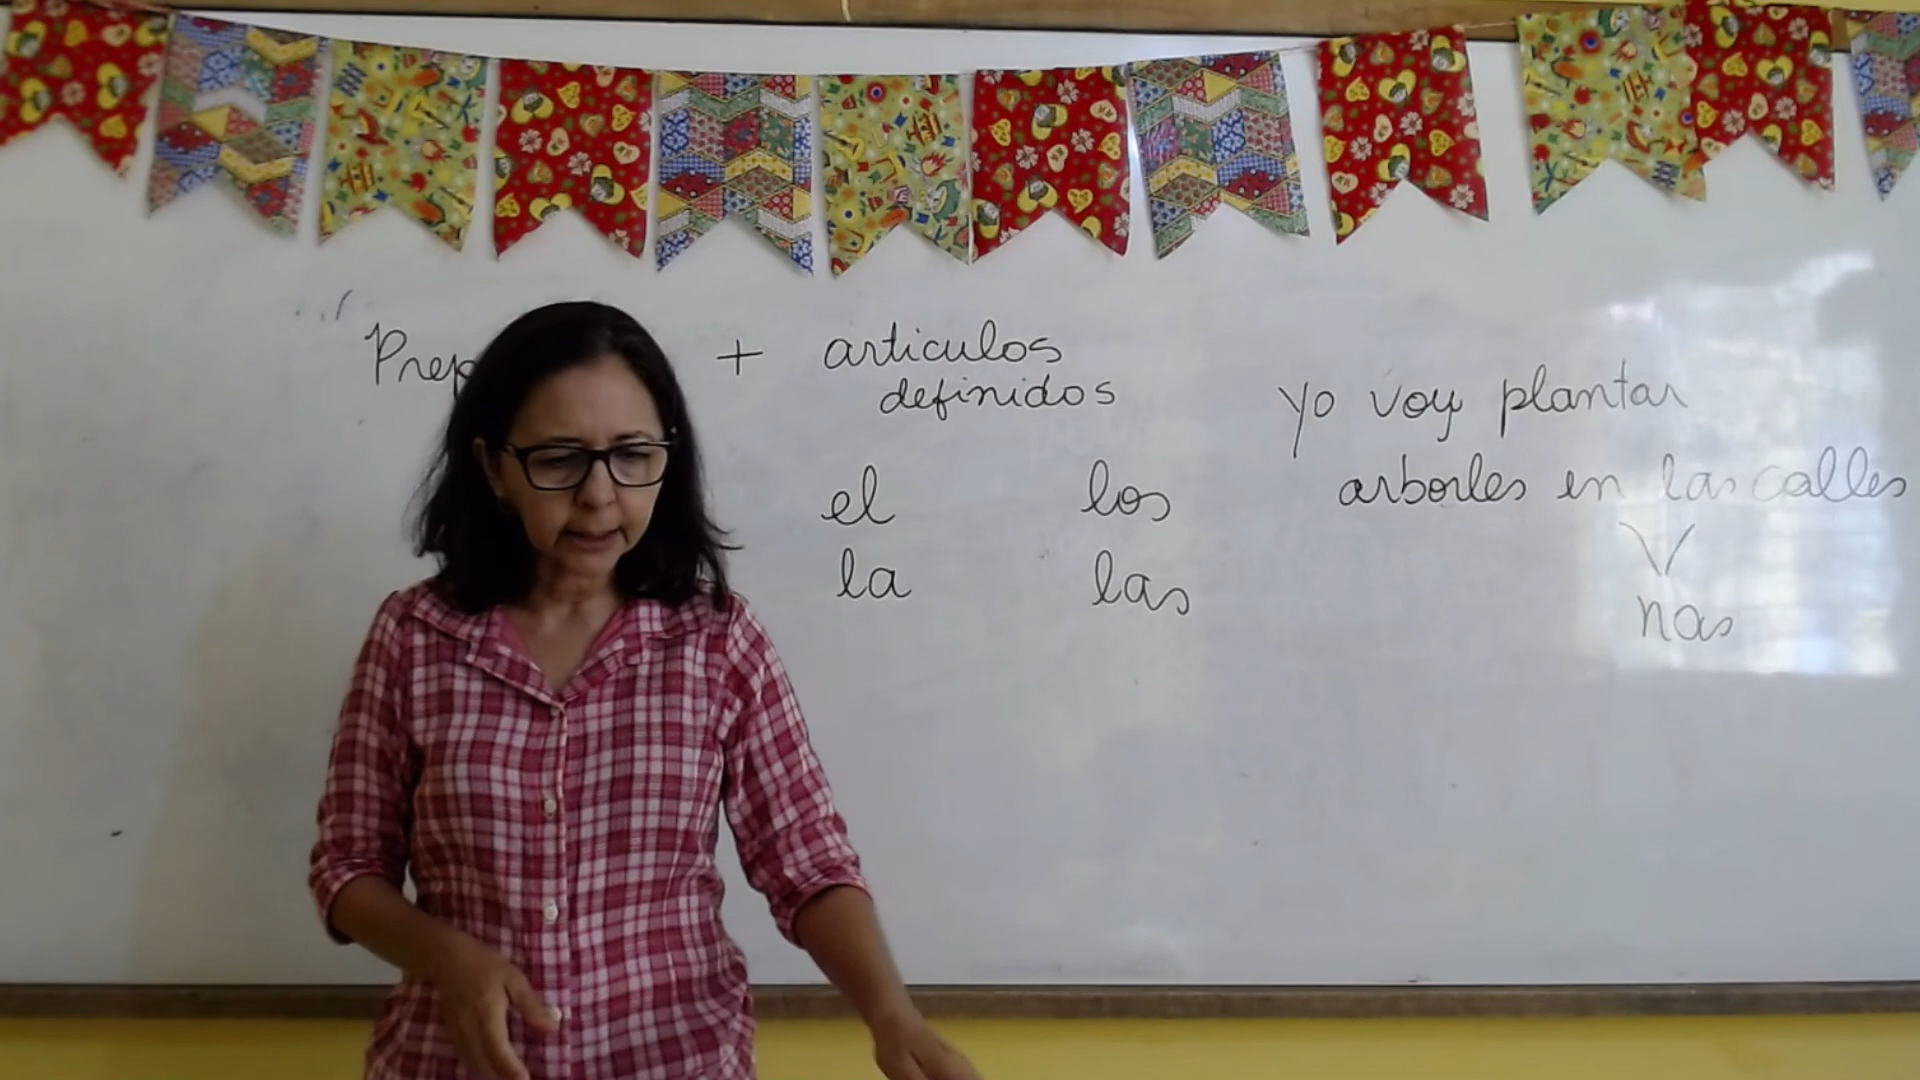 Prep + articulos
definidos
el los
la las
yo voy plantar
arborles en las calles
nas